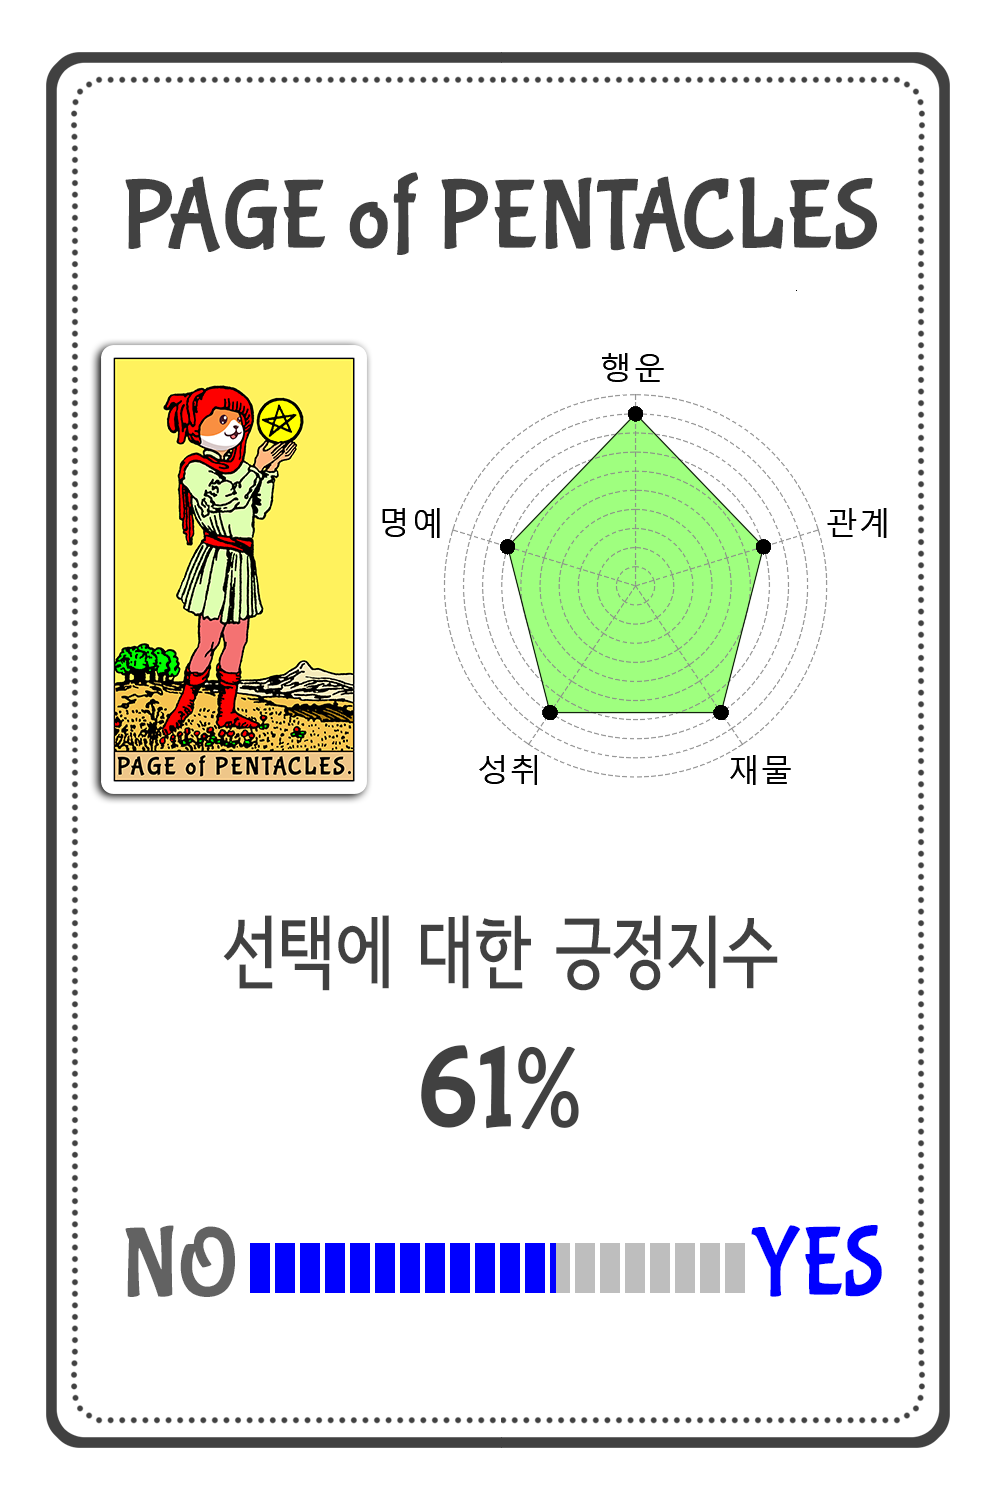 PAGE of PENTACLES
행운
명예
관계
성취
재물
PAGE of PENTACLES.
선택에 대한 긍정지수
61%
NO
YES